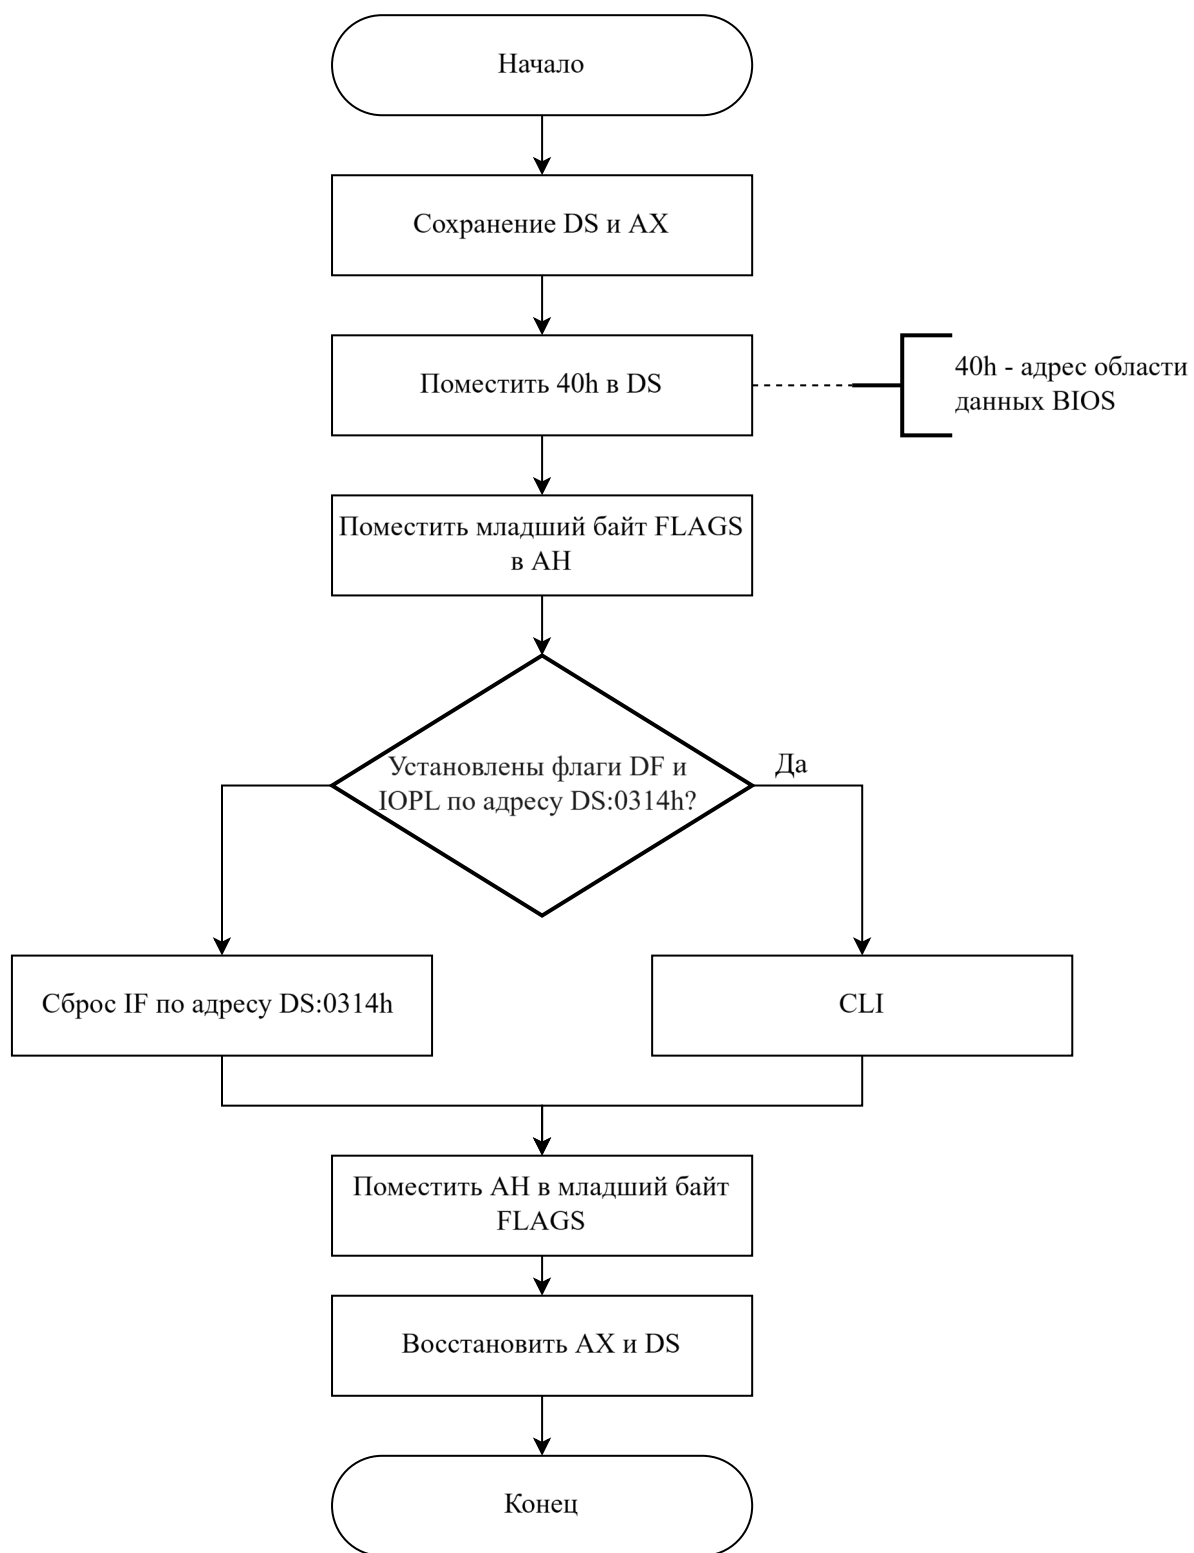 Начало
Сохранение DS и AX
Поместить 40h в DS
40h - адрес области
данных BIOS
Поместить младший байт FLAGS
в AH
Установлены флаги DF и
IOPL по адресу DS:0314h?
Да
Сброс IF по адресу DS:0314h
CLI
Поместить AH в младший байт
FLAGS
Восстановить AX и DS
Конец